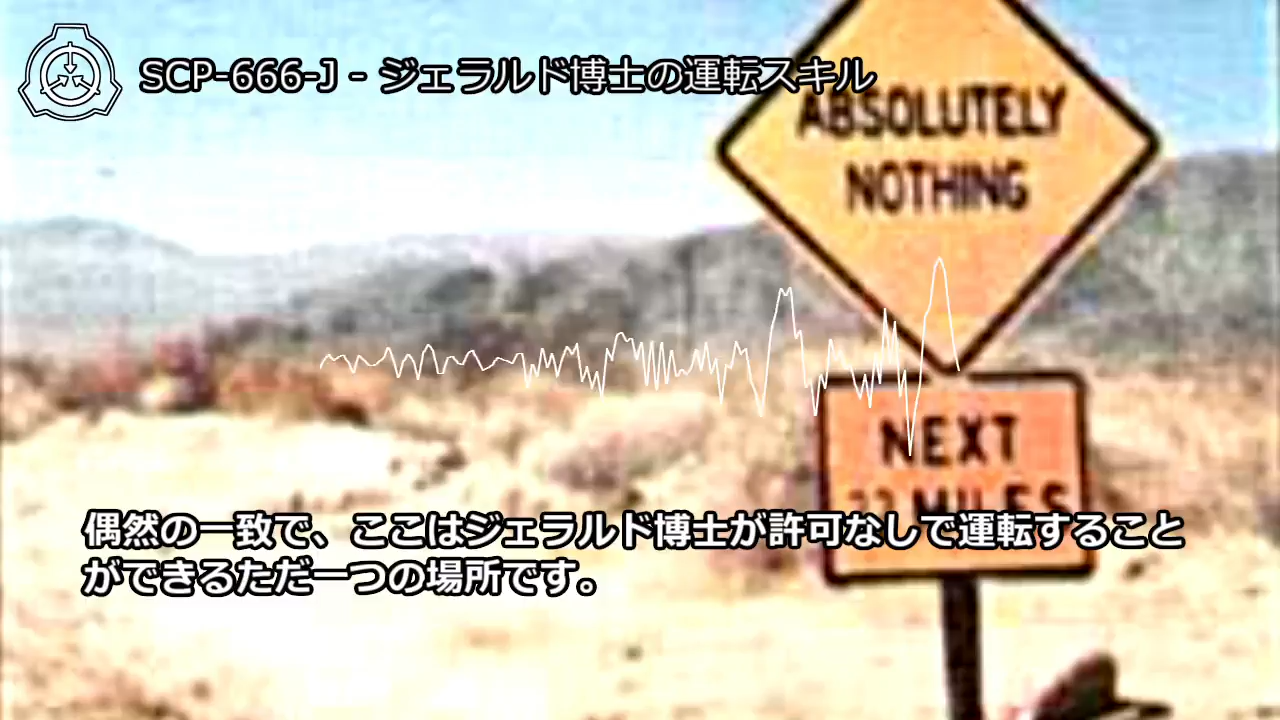 SCP-666-J - ジェラルド博士の運転スキル
ABSOLUTELY
NOTHING
NEXT
22 MILES
偶然の一致で、ここはジェラルド博士が許可なしで運転すること
ができるただ一つの場所です。